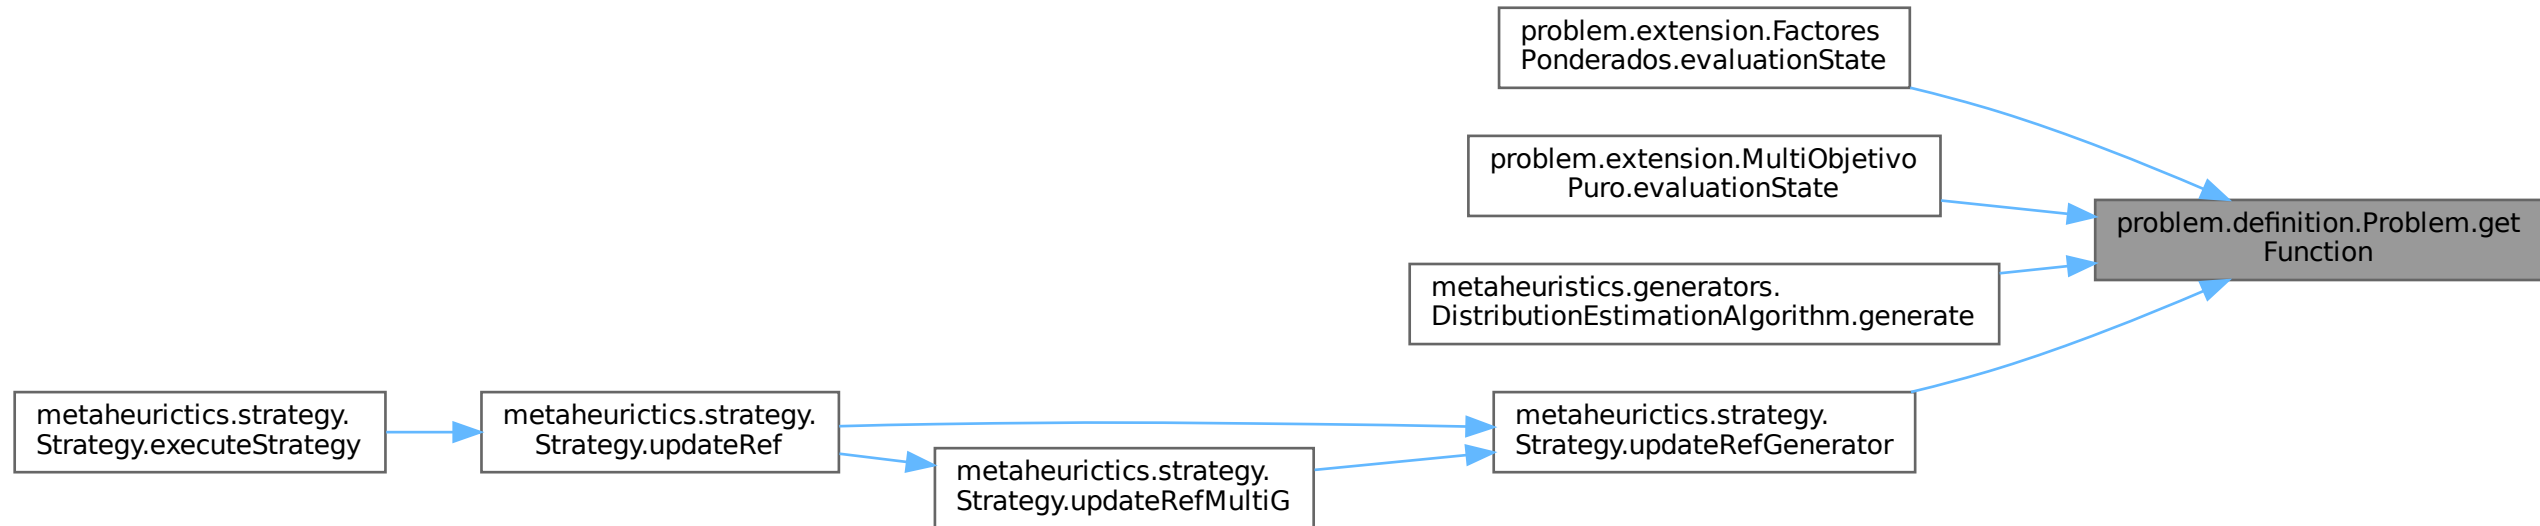 problem.extension.Factores
Ponderados.evaluationState
problem.extension.MultiObjetivo
Puro.evaluationState
problem.definition.Problem.get
Function
metaheuristics.generators.
DistributionEstimationAlgorithm.generate
metaheurictics.strategy.
Strategy.executeStrategy
metaheurictics.strategy.
Strategy.updateRef
metaheurictics.strategy.
Strategy.updateRefGenerator
metaheurictics.strategy.
Strategy.updateRefMultiG